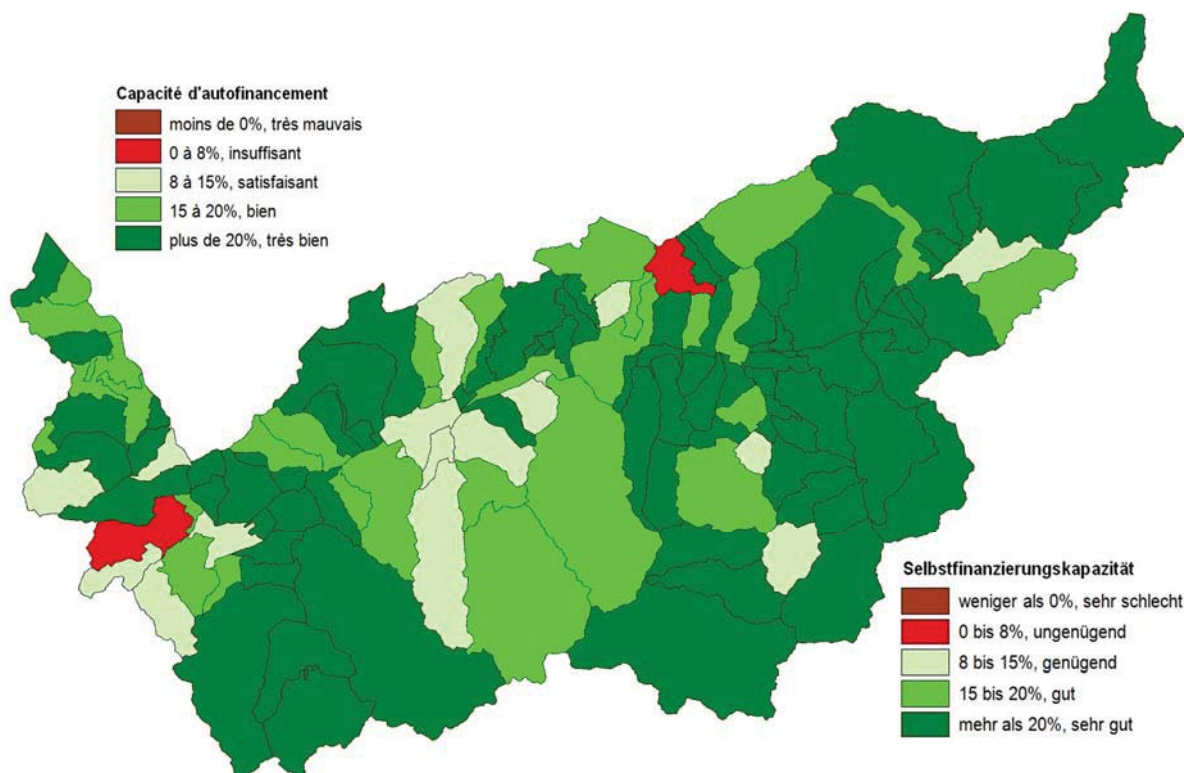 Capacité d'autofinancement
moins de 0%, très mauvais
0 à 8%, insuffisant
8 à 15%, satisfaisant
15 à 20%, bien
plus de 20%, très bien
Selbstfinanzierungskapazität
weniger als 0%, sehr schlecht
0 bis 8%, ungenügend
8 bis 15%, genügend
15 bis 20%, gut
mehr als 20%, sehr gut